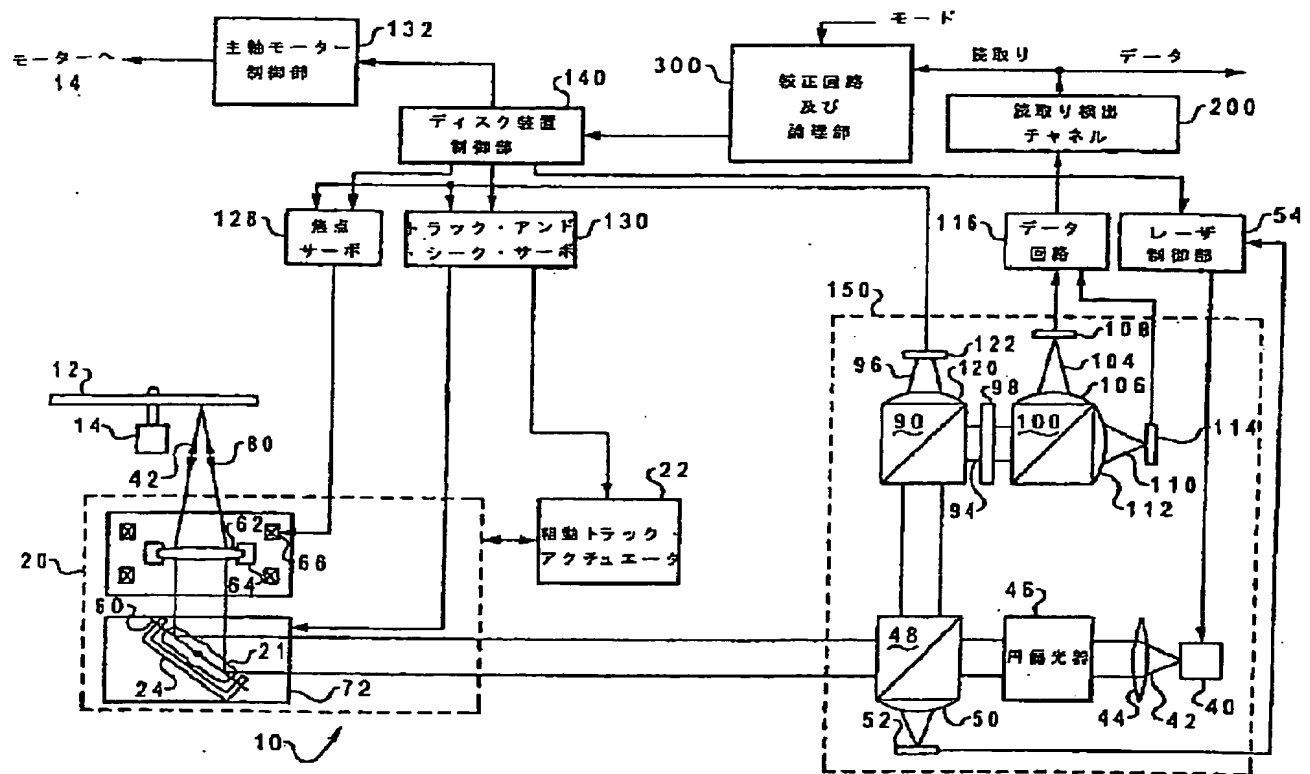 モード
132
主軸モーター
制御部
モーターへ
14
300
較正回路
及び
論理部
読取り
データ
140
ディスク装置
制御部
読取り検出
チャネル
200
128
焦点
サーボ
トラック・アンド
・シーク・サーボ
130
116
データ
回路
レーザ
制御部
54
150
108
122
104
12
96
120
98
106
14
90
100
114
42
80
22
94
110
112
62
粗動トラック
アクチュエータ
66
20
64
46
60
48
21
円偏光器
24
72
52
50
44
42
40
10